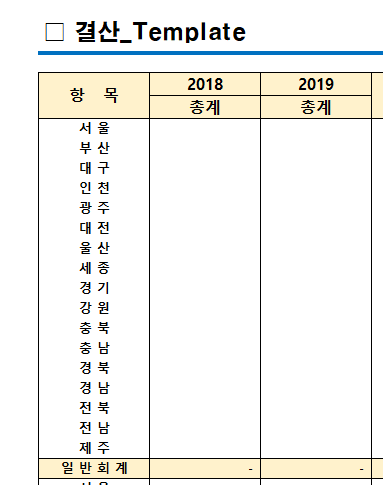 □ 결산_Template
항 목 2018 2019
총계 총계
서 울
부 산
대 구
인 천
광 주
대 전
울 산
세 종
경 기
강 원
충 북
충 남
경 북
경 남
전 북
전 남
제 주
일 반 회 계 - -